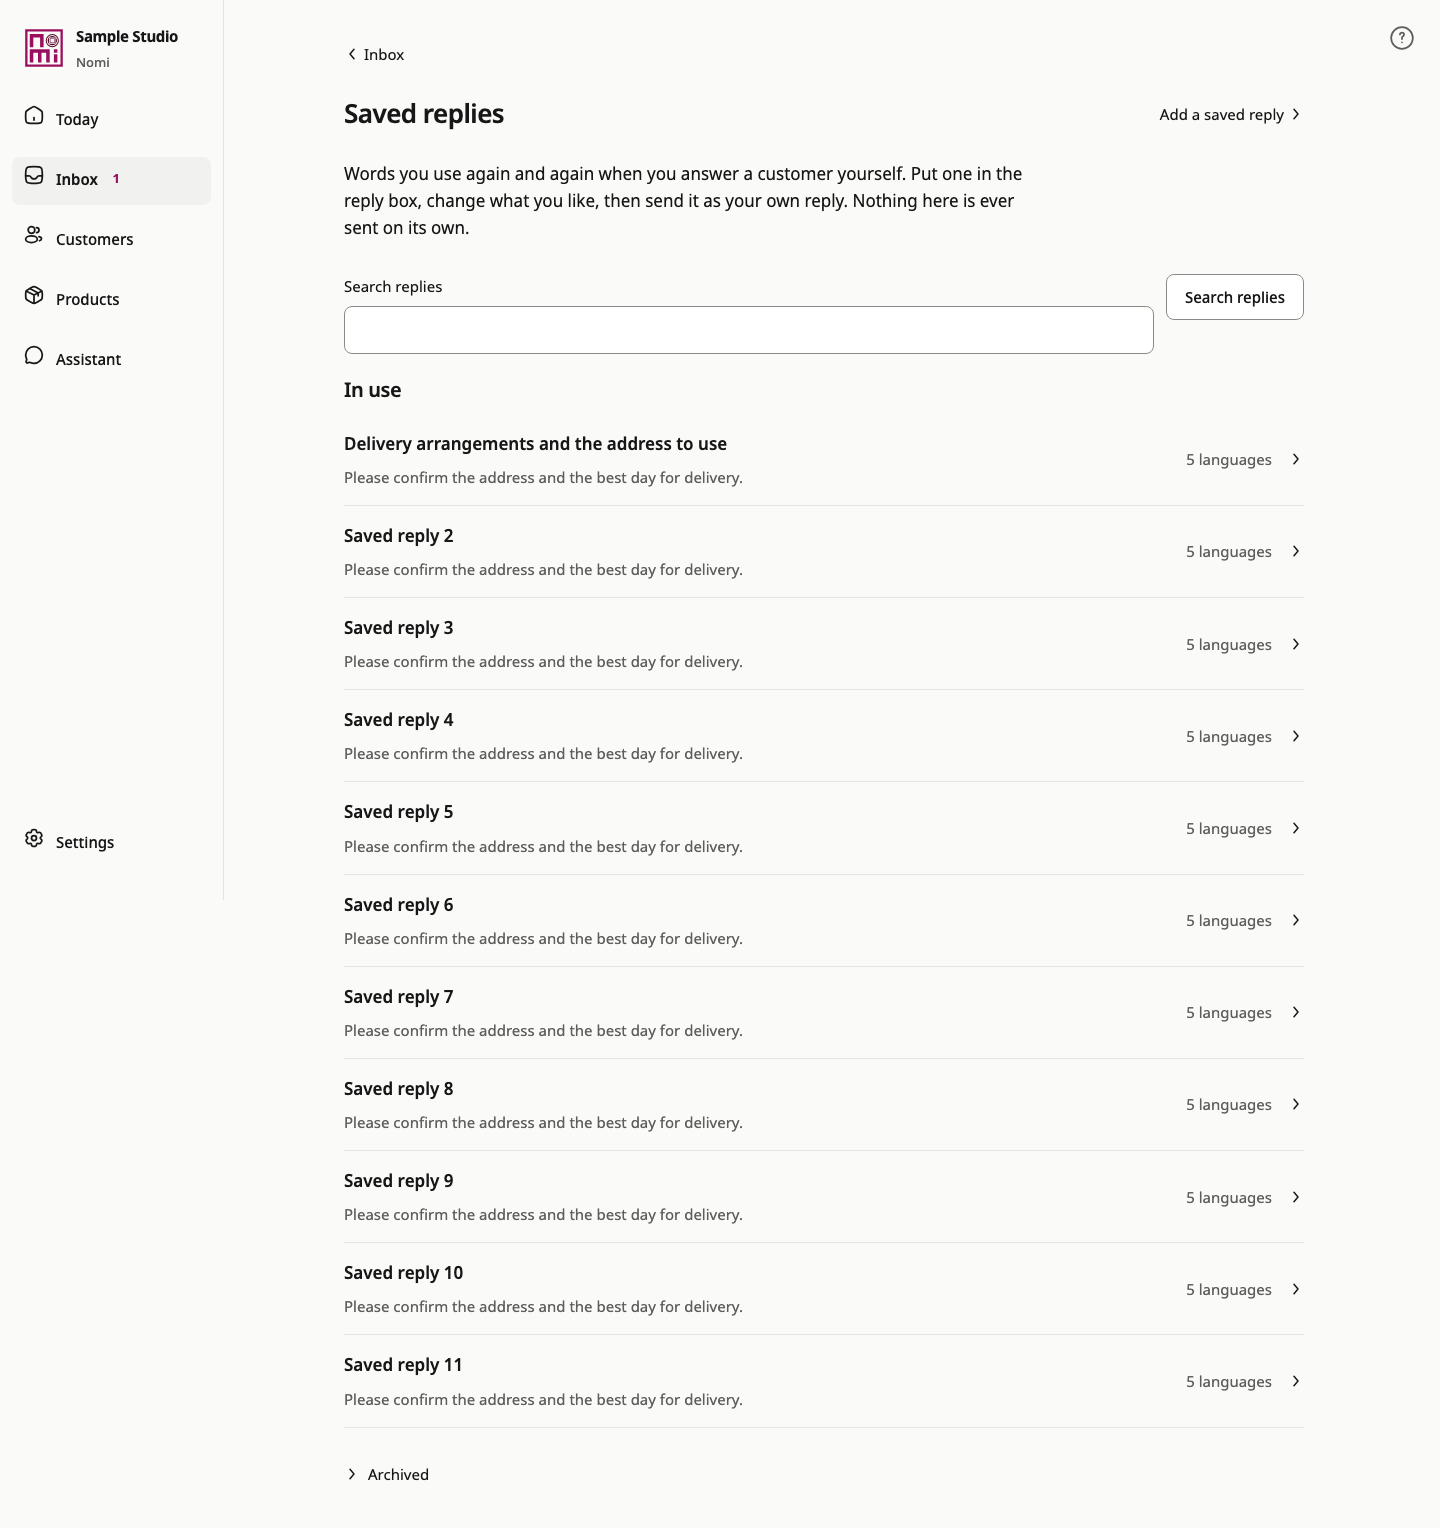 nomi
Sample Studio
Nomi
Today
Inbox 1
Customers
Products
Assistant
Settings
Inbox
Saved replies
Add a saved reply
Words you use again and again when you answer a customer yourself. Put one in the
reply box, change what you like, then send it as your own reply. Nothing here is ever
sent on its own.
Search replies
Search replies
In use
Delivery arrangements and the address to use
Please confirm the address and the best day for delivery.
5 languages
Saved reply 2
Please confirm the address and the best day for delivery.
5 languages
Saved reply 3
Please confirm the address and the best day for delivery.
5 languages
Saved reply 4
Please confirm the address and the best day for delivery.
5 languages
Saved reply 5
Please confirm the address and the best day for delivery.
5 languages
Saved reply 6
Please confirm the address and the best day for delivery.
5 languages
Saved reply 7
Please confirm the address and the best day for delivery.
5 languages
Saved reply 8
Please confirm the address and the best day for delivery.
5 languages
Saved reply 9
Please confirm the address and the best day for delivery.
5 languages
Saved reply 10
Please confirm the address and the best day for delivery.
5 languages
Saved reply 11
Please confirm the address and the best day for delivery.
5 languages
Archived